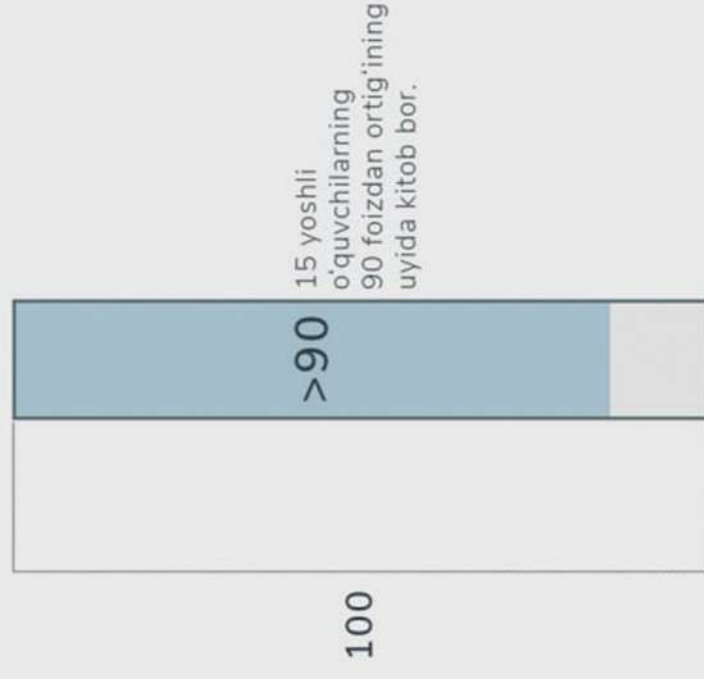 100
>90
15 yoshli
o‘quvchilarning
90 foizdan ortig‘ining
uyida kitob bor.